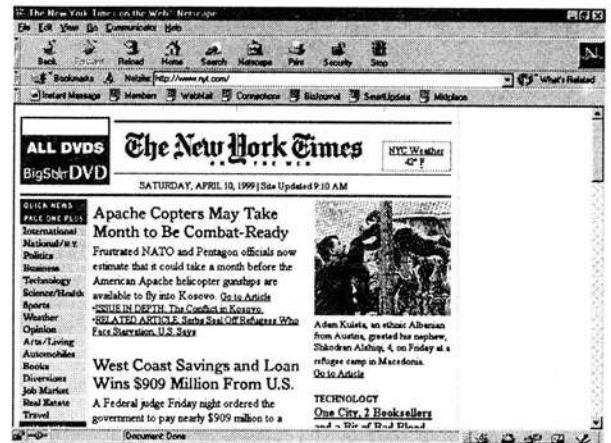 The New York Times on the Web - Netscape
File Edit View Go Communicator Help
Back Forward Reload Home Search Netscape Print Security Stop
N
Bookmarks Netsite: http://www.nyt.com/ What's Related
Instant Message Members WebMail Connections BizJournal SmartUpdate Mktplace
ALL DVDS
BigStar DVD
The New York Times
ON THE WEB
NYC Weather
42° F
SATURDAY, APRIL 10, 1999 | Site Updated 9:10 AM
QUICK NEWS
PAGE ONE PLUS
International
National/N.Y.
Politics
Business
Technology
Science/Health
Sports
Weather
Opinion
Arts/Living
Automobiles
Books
Diversions
Job Market
Real Estate
Travel
Apache Copters May Take
Month to Be Combat-Ready
Frustrated NATO and Pentagon officials now
estimate that it could take a month before the
American Apache helicopter gunships are
available to fly into Kosovo. Go to Article
•ISSUE IN DEPTH: The Conflict in Kosovo
•RELATED ARTICLE: Serbs Seal Off Refugees Who
Face Starvation, U.S. Says
West Coast Savings and Loan
Wins $909 Million From U.S.
A Federal judge Friday night ordered the
government to pay nearly $909 million to a
Adam Kuista, an ethnic Albanian
from Austria, greeted his nephew,
Shkodran Alshiqi, 4, on Friday at a
refugee camp in Macedonia.
Go to Article
TECHNOLOGY
One City, 2 Booksellers
and a Bit of Bad Blood
Document: Done